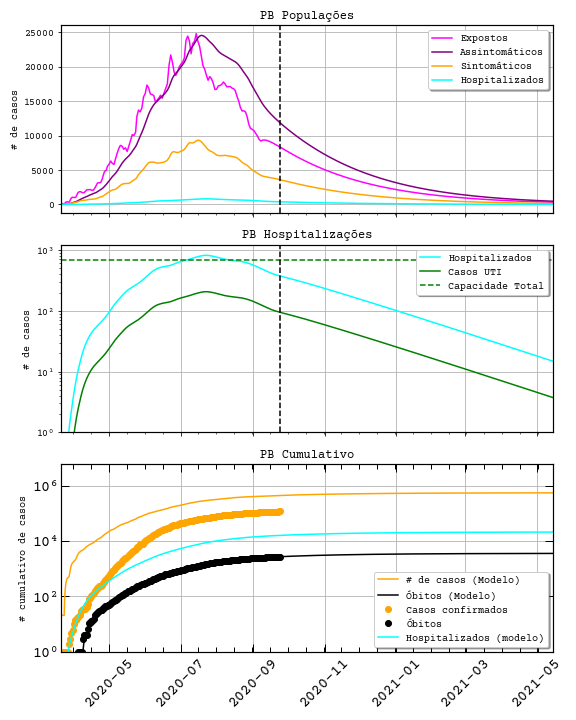 PB Populações
25000
20000
15000
10000
5000
0
# de casos
Expostos
Assintomáticos
Sintomáticos
Hospitalizados
PB Hospitalizações
10³
10²
10¹
10⁰
# de casos
Hospitalizados
Casos UTI
Capacidade Total
PB Cumulativo
10⁶
10⁴
10²
10⁰
# cumulativo de casos
# de casos (Modelo)
Óbitos (Modelo)
Casos confirmados
Óbitos
Hospitalizados (modelo)
2020-05
2020-07
2020-09
2020-11
2021-01
2021-03
2021-05